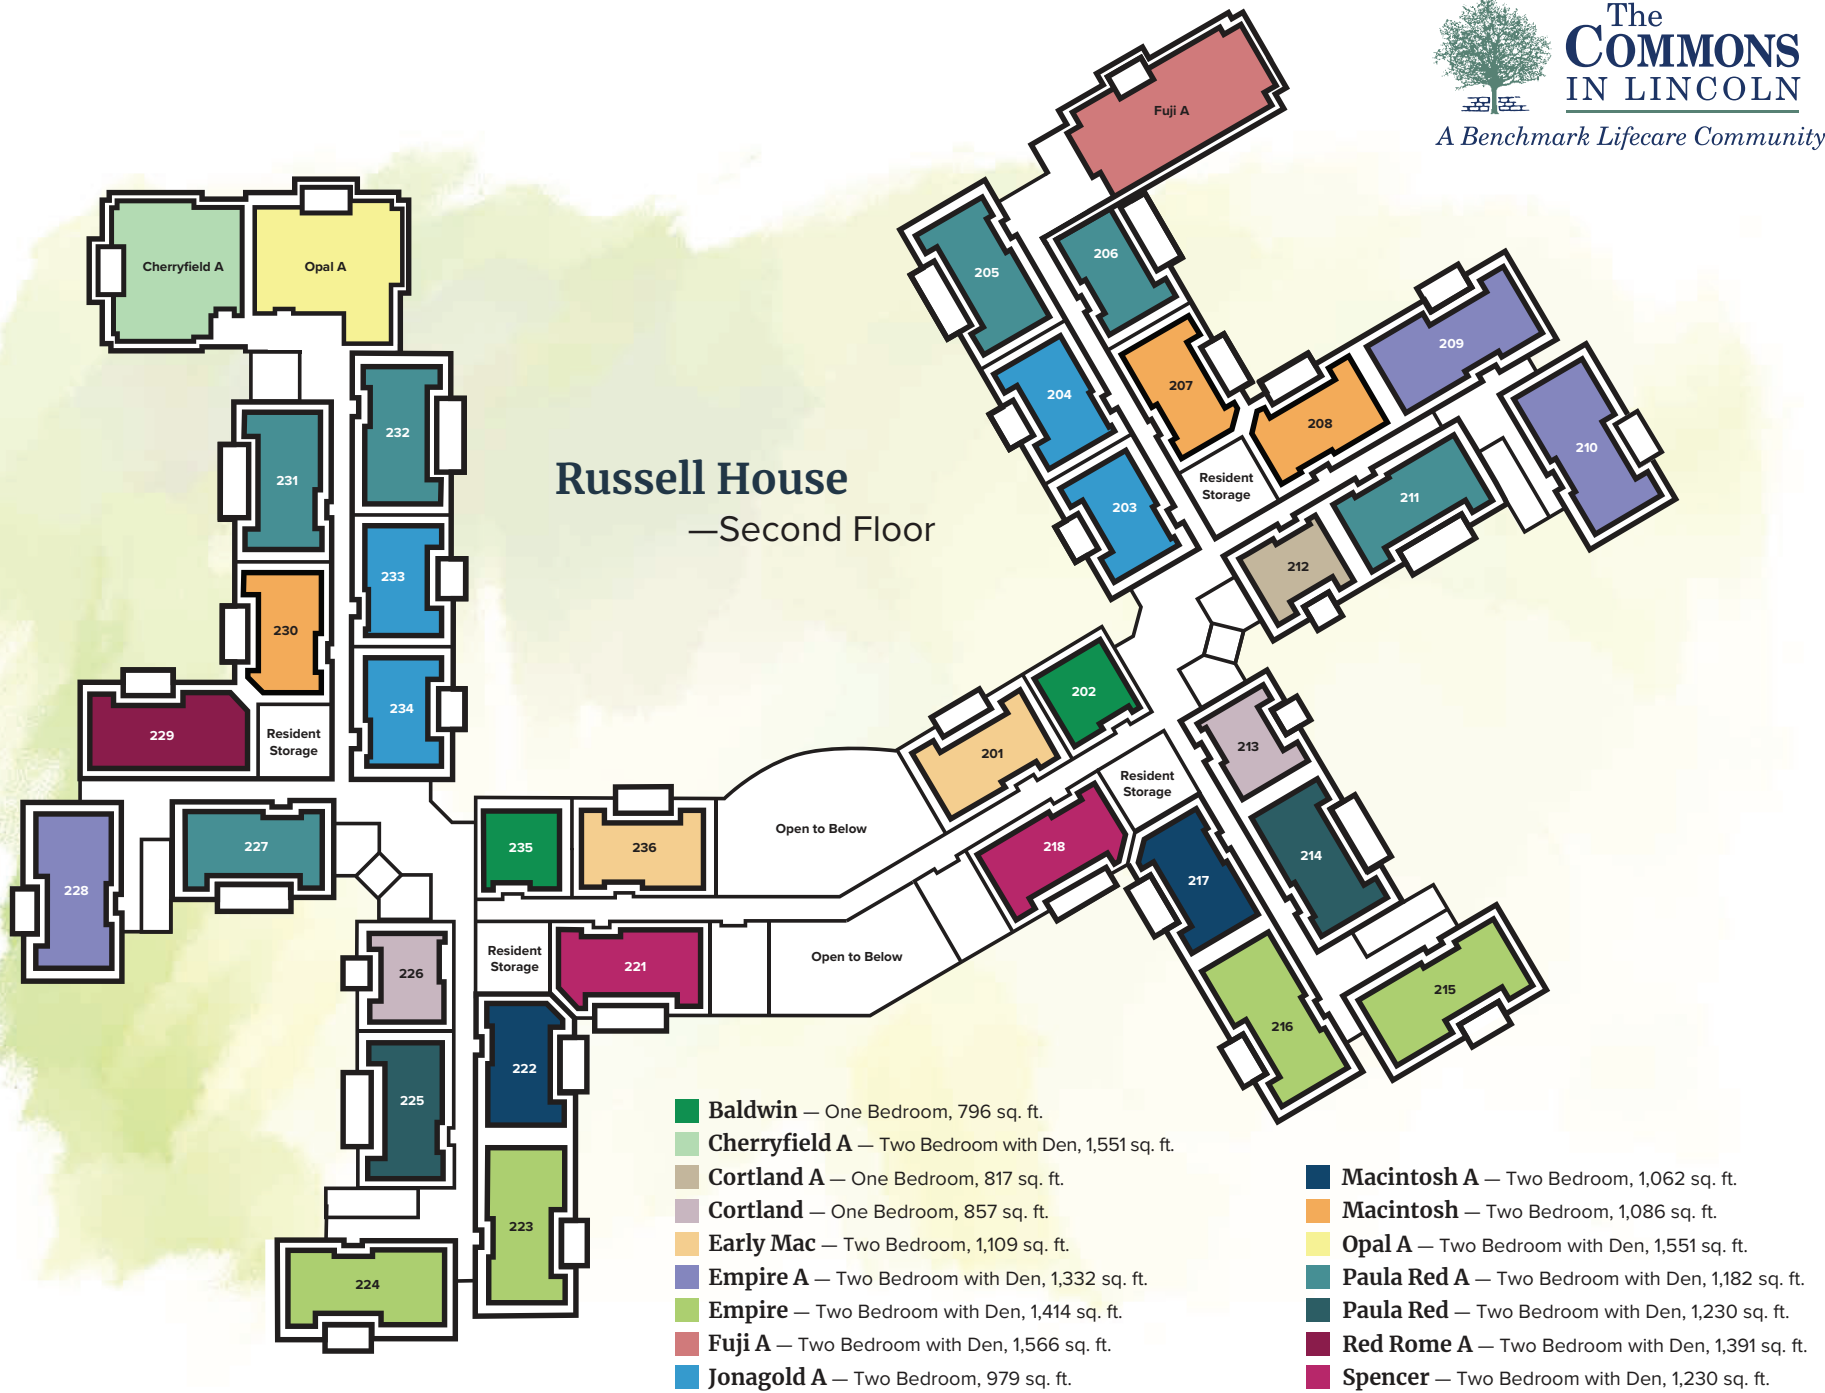 The
COMMONS
IN LINCOLN
A Benchmark Lifecare Community
Russell House
—Second Floor
Fuji A
Cherryfield A
Opal A
205
206
232
231
233
230
234
229
Resident
Storage
204
207
203
208
209
210
Resident
Storage
211
212
228
227
235
236
Open to Below
201
202
213
Resident
Storage
218
217
214
226
Resident
Storage
221
Open to Below
225
222
216
215
224
223
Baldwin — One Bedroom, 796 sq. ft.
Cherryfield A — Two Bedroom with Den, 1,551 sq. ft.
Cortland A — One Bedroom, 817 sq. ft.
Cortland — One Bedroom, 857 sq. ft.
Early Mac — Two Bedroom, 1,109 sq. ft.
Empire A — Two Bedroom with Den, 1,332 sq. ft.
Empire — Two Bedroom with Den, 1,414 sq. ft.
Fuji A — Two Bedroom with Den, 1,566 sq. ft.
Jonagold A — Two Bedroom, 979 sq. ft.
Macintosh A — Two Bedroom, 1,062 sq. ft.
Macintosh — Two Bedroom, 1,086 sq. ft.
Opal A — Two Bedroom with Den, 1,551 sq. ft.
Paula Red A — Two Bedroom with Den, 1,182 sq. ft.
Paula Red — Two Bedroom with Den, 1,230 sq. ft.
Red Rome A — Two Bedroom with Den, 1,391 sq. ft.
Spencer — Two Bedroom with Den, 1,230 sq. ft.